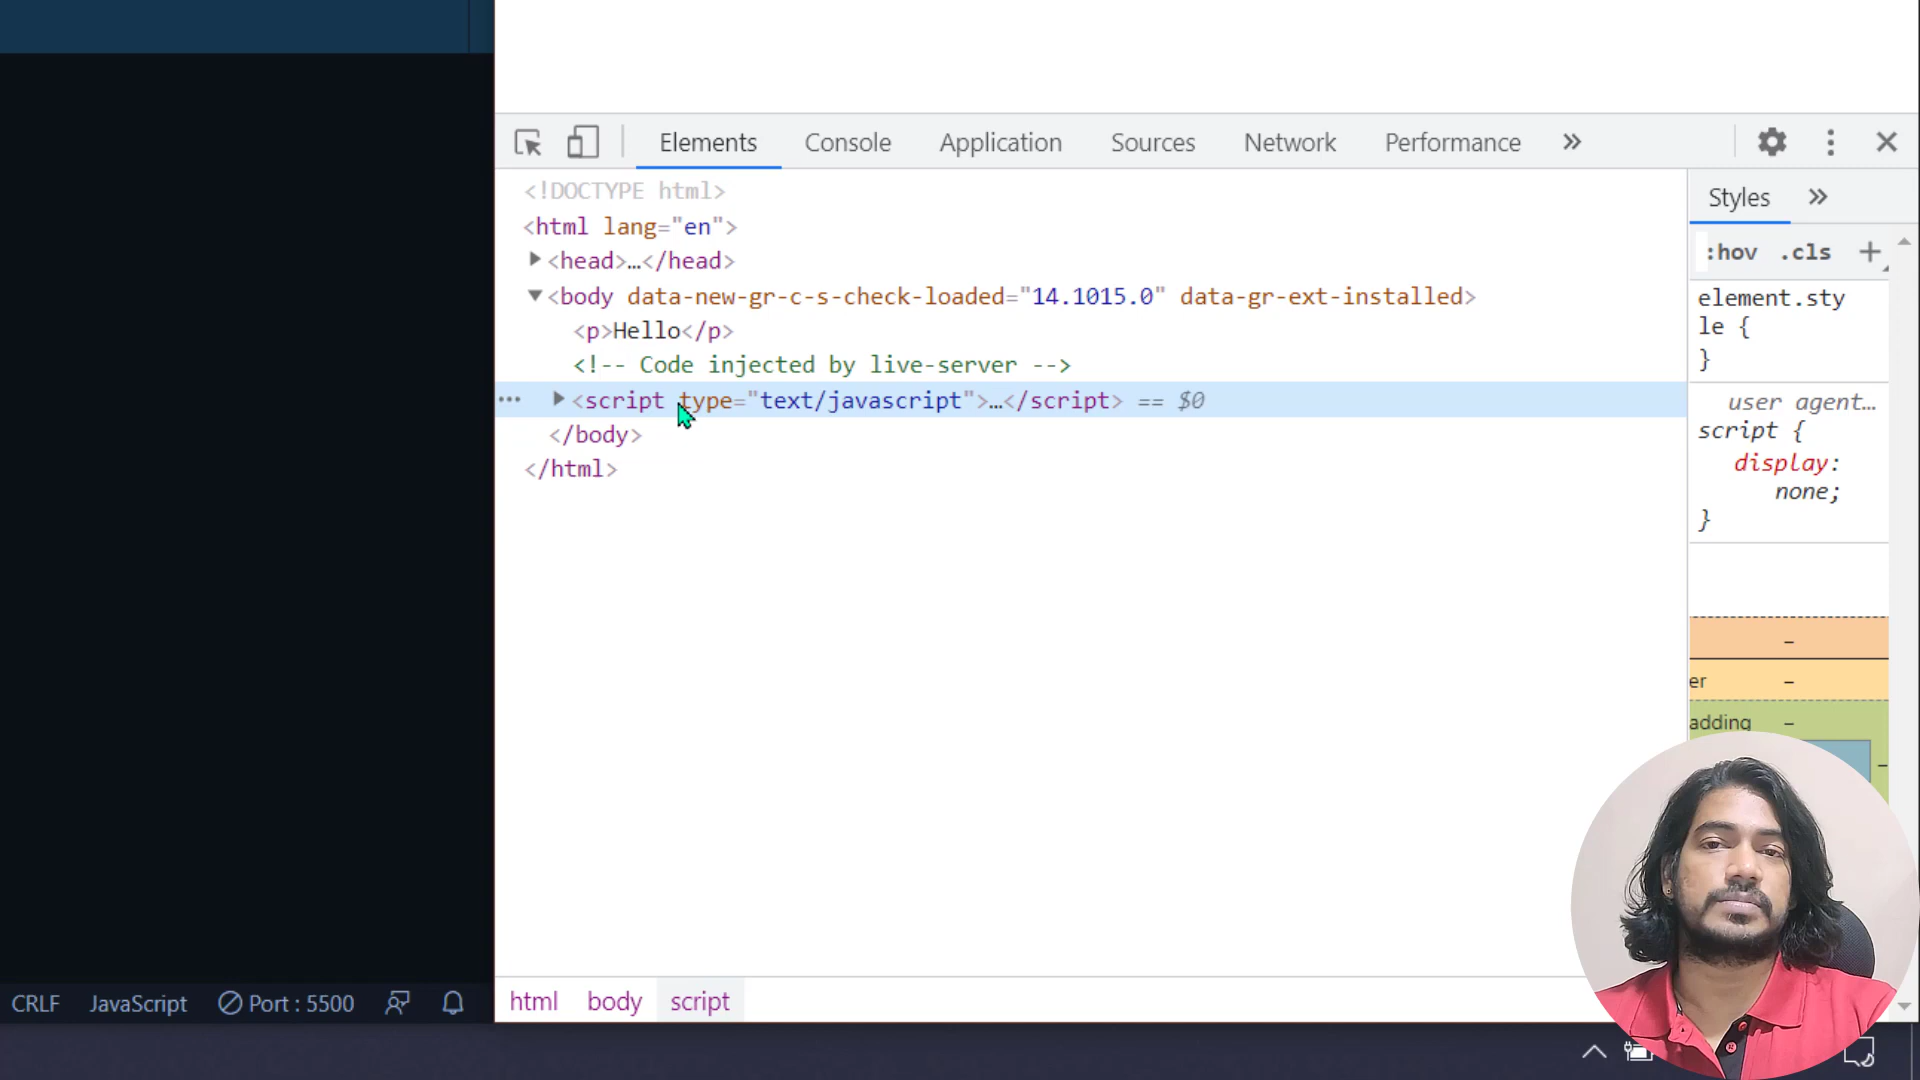 Elements Console Application Sources Network Performance
<!DOCTYPE html>
<html lang="en">
<head>…</head>
<body data-new-gr-c-s-check-loaded="14.1015.0" data-gr-ext-installed>
<p>Hello</p>
<!-- Code injected by live-server -->
<script type="text/javascript">…</script> == $0
</body>
</html>
Styles
:hov .cls +
element.sty
le {
}
user agent…
script {
display:
none;
}
–
er –
adding –
–
html body script
CRLF JavaScript Port : 5500